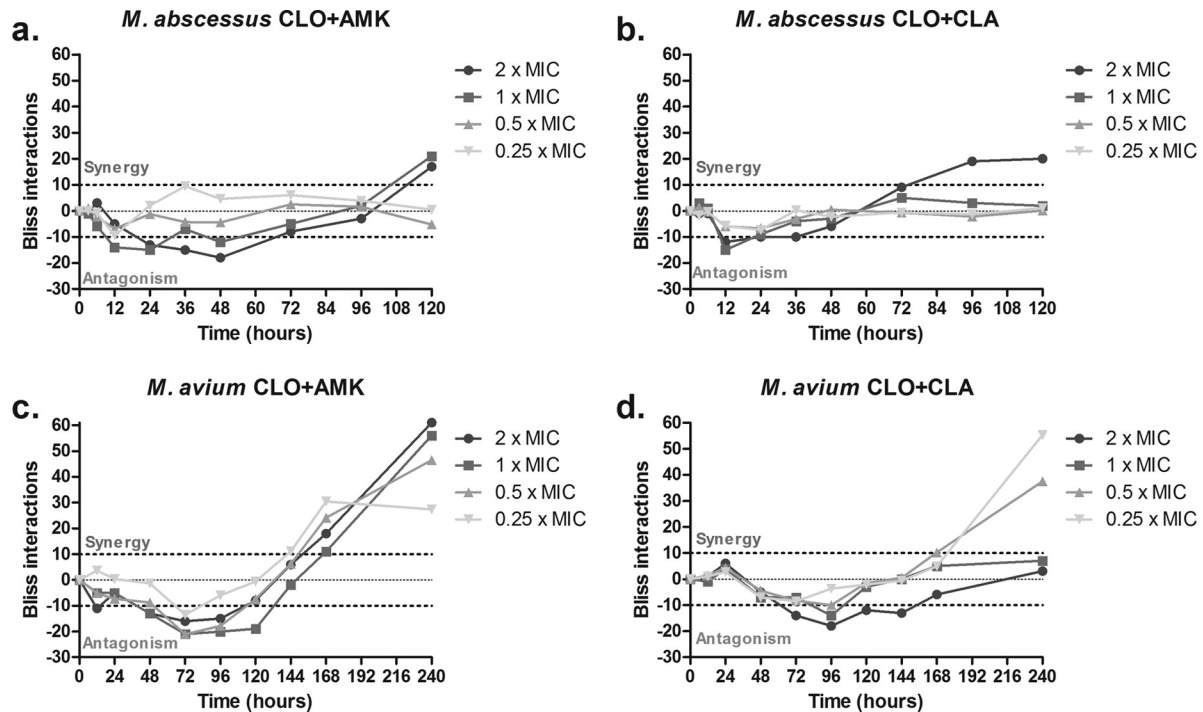 a.
M. abscessus CLO+AMK
60
50
40
30
20
10
0
-10
-20
-30
Bliss interactions
Synergy
Antagonism
0 12 24 36 48 60 72 84 96 108 120
Time (hours)
2 x MIC
1 x MIC
0.5 x MIC
0.25 x MIC
b.
M. abscessus CLO+CLA
60
50
40
30
20
10
0
-10
-20
-30
Bliss interactions
Synergy
Antagonism
0 12 24 36 48 60 72 84 96 108 120
Time (hours)
2 x MIC
1 x MIC
0.5 x MIC
0.25 x MIC
c.
M. avium CLO+AMK
60
50
40
30
20
10
0
-10
-20
-30
Bliss interactions
Synergy
Antagonism
0 24 48 72 96 120 144 168 192 216 240
Time (hours)
2 x MIC
1 x MIC
0.5 x MIC
0.25 x MIC
d.
M. avium CLO+CLA
60
50
40
30
20
10
0
-10
-20
-30
Bliss interactions
Synergy
Antagonism
0 24 48 72 96 120 144 168 192 216 240
Time (hours)
2 x MIC
1 x MIC
0.5 x MIC
0.25 x MIC